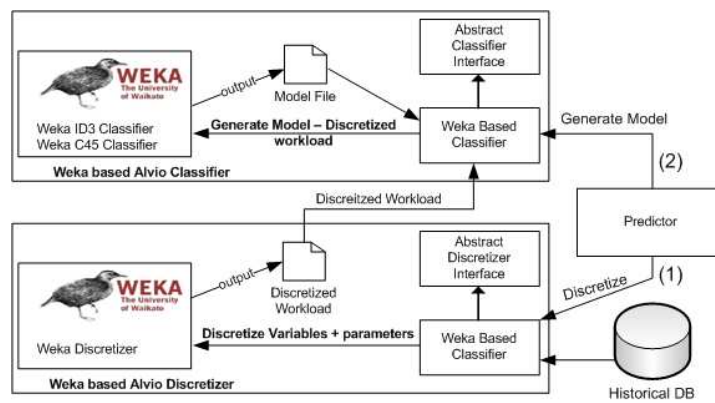 WEKA
The University
of Waikato
Weka ID3 Classifier
Weka C45 Classifier
output
Model File
Abstract
Classifier
Interface
Weka Based
Classifier
Generate Model – Discretized
workload
Weka based Alvio Classifier
Generate Model
(2)
Predictor
(1)
Discretize
Discreitzed Workload
WEKA
The University
of Waikato
Weka Discretizer
output
Discretized
Workload
Abstract
Discretizer
Interface
Weka Based
Classifier
Discretize Variables + parameters
Weka based Alvio Discretizer
Historical DB